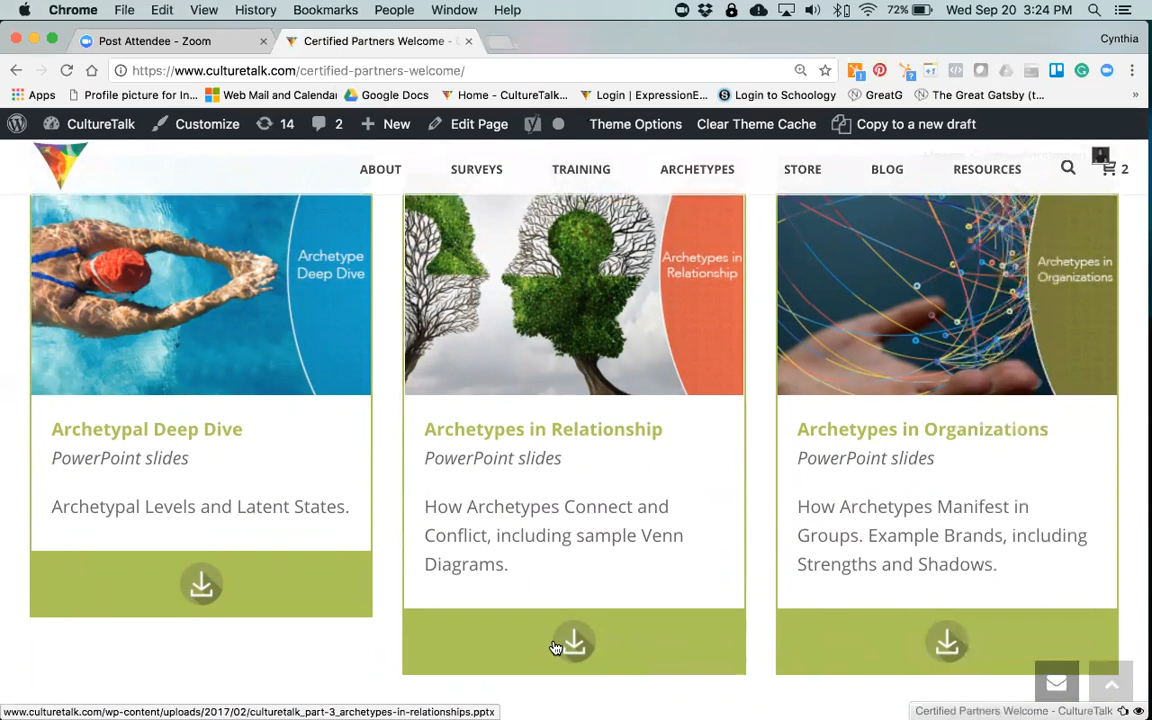 Chrome File Edit View History Bookmarks People Window Help 72% Wed Sep 20 3:24 PM
Post Attendee - Zoom × Certified Partners Welcome - × Cynthia
https://www.culturetalk.com/certified-partners-welcome/
Apps Profile picture for In... Web Mail and Calendar Google Docs Home - CultureTalk... Login | ExpressionE... Login to Schoology GreatG The Great Gatsby (t... »
CultureTalk Customize 14 2 New Edit Page Theme Options Clear Theme Cache Copy to a new draft
ABOUT SURVEYS TRAINING ARCHETYPES STORE BLOG RESOURCES 2
Archetype
Deep Dive
Archetypes in
Relationship
Archetypes in
Organizations
Archetypal Deep Dive
PowerPoint slides
Archetypal Levels and Latent States.
Archetypes in Relationship
PowerPoint slides
How Archetypes Connect and
Conflict, including sample Venn
Diagrams.
Archetypes in Organizations
PowerPoint slides
How Archetypes Manifest in
Groups. Example Brands, including
Strengths and Shadows.
www.culturetalk.com/wp-content/uploads/2017/02/culturetalk_part-3_archetypes-in-relationships.pptx
Certified Partners Welcome - CultureTalk